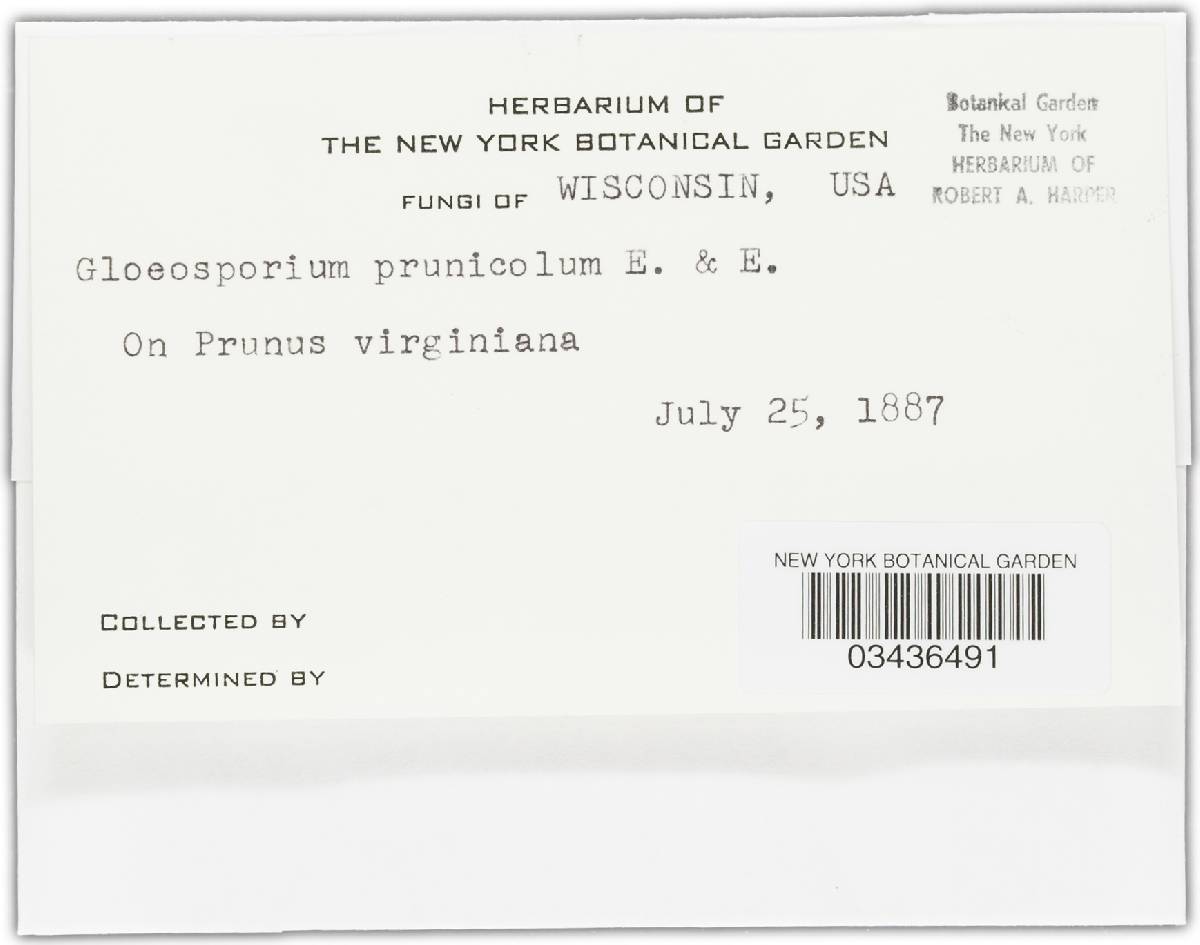 HERBARIUM OF
THE NEW YORK BOTANICAL GARDEN
FUNGI OF WISCONSIN, USA
Botanical Garden
The New York
HERBARIUM OF
ROBERT A. HARPER
Gloeosporium prunicolum E. & E.
On Prunus virginiana
July 25, 1887
NEW YORK BOTANICAL GARDEN
03436491
COLLECTED BY
DETERMINED BY